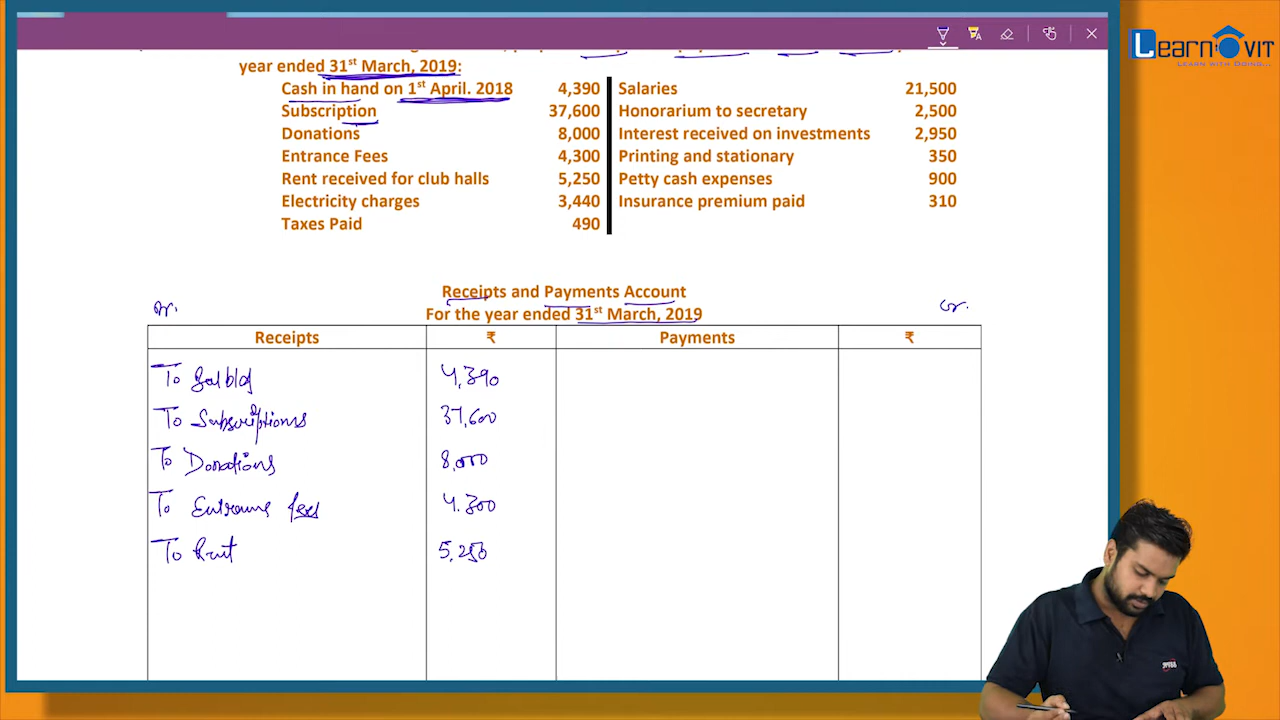 Learnovit
LEARN WITH DOING...
year ended 31st March, 2019:
Cash in hand on 1st April. 2018 4,390 Salaries 21,500
Subscription 37,600 Honorarium to secretary 2,500
Donations 8,000 Interest received on investments 2,950
Entrance Fees 4,300 Printing and stationary 350
Rent received for club halls 5,250 Petty cash expenses 900
Electricity charges 3,440 Insurance premium paid 310
Taxes Paid 490
Receipts and Payments Account
For the year ended 31st March, 2019
Dr. Cr.
Receipts ₹ Payments ₹
To bal b/d 4,390
To Subscriptions 37,600
To Donations 8,000
To Entrance fees 4,300
To Rent 5,250